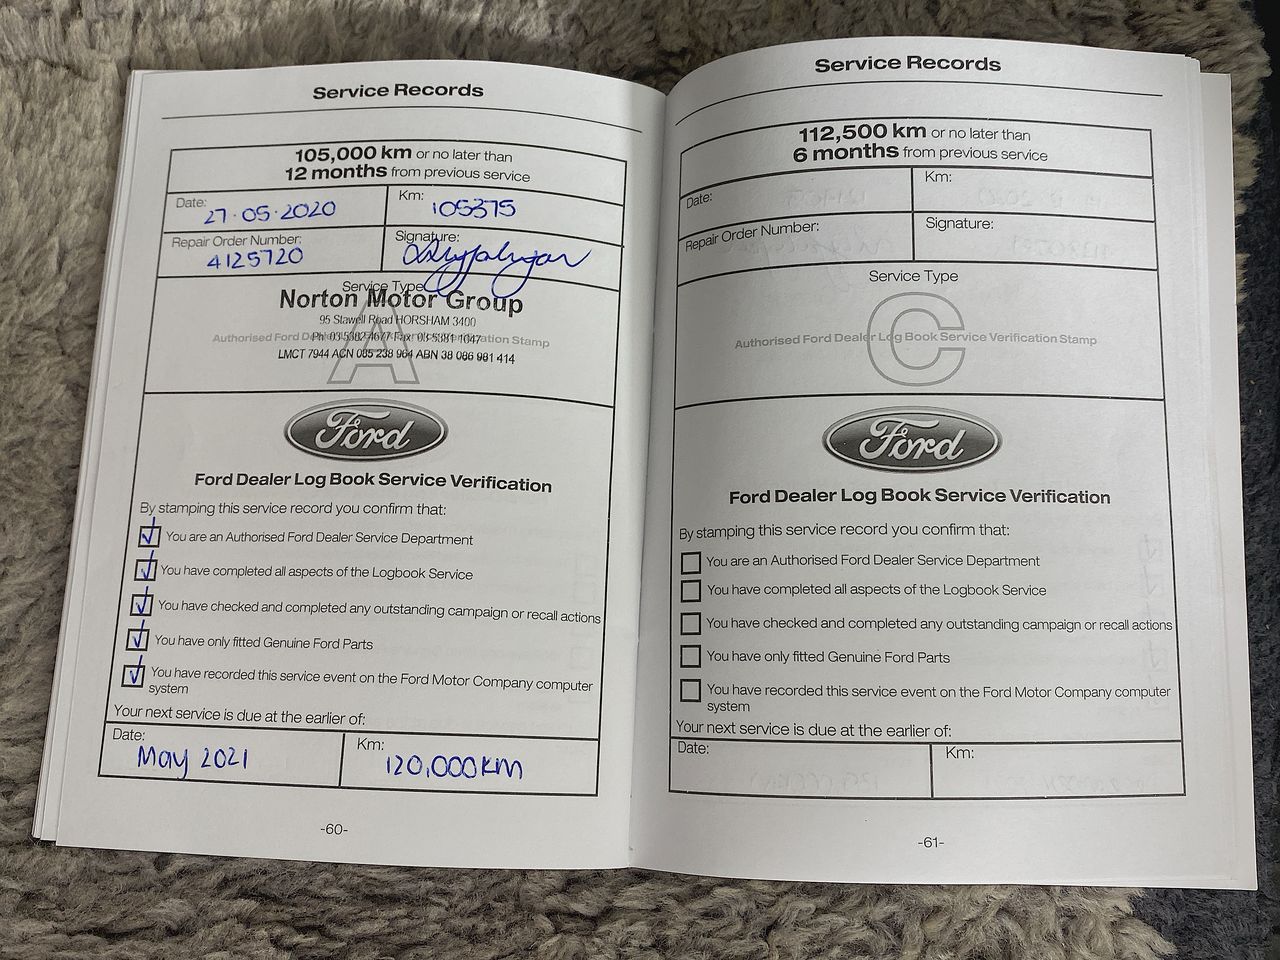 Service Records
105,000 km or no later than
12 months from previous service
Date:
27.05.2020
Km:
105375
Repair Order Number:
4125720
Signature:
Service Type
A
Authorised Ford Dealer Log Book Service Verification Stamp
Norton Motor Group
95 Stawell Road HORSHAM 3400
Ph: 03 5382 4677 Fax: 03 5381 1047
LMCT 7944 ACN 085 238 964 ABN 38 086 981 414
Ford
Ford Dealer Log Book Service Verification
By stamping this service record you confirm that:
You are an Authorised Ford Dealer Service Department
You have completed all aspects of the Logbook Service
You have checked and completed any outstanding campaign or recall actions
You have only fitted Genuine Ford Parts
You have recorded this service event on the Ford Motor Company computer
system
Your next service is due at the earlier of:
Date:
May 2021
Km:
120,000KM
-60-
Service Records
112,500 km or no later than
6 months from previous service
Date:
Km:
Repair Order Number:
Signature:
Service Type
C
Authorised Ford Dealer Log Book Service Verification Stamp
Ford
Ford Dealer Log Book Service Verification
By stamping this service record you confirm that:
You are an Authorised Ford Dealer Service Department
You have completed all aspects of the Logbook Service
You have checked and completed any outstanding campaign or recall actions
You have only fitted Genuine Ford Parts
You have recorded this service event on the Ford Motor Company computer
system
Your next service is due at the earlier of:
Date:
Km:
-61-